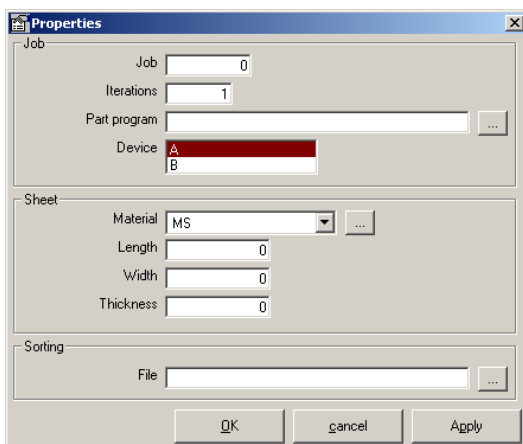 Properties
Job
Job 0
Iterations 1
Part program ...
Device A
B
Sheet
Material MS ...
Length 0
Width 0
Thickness 0
Sorting
File ...
OK cancel Apply